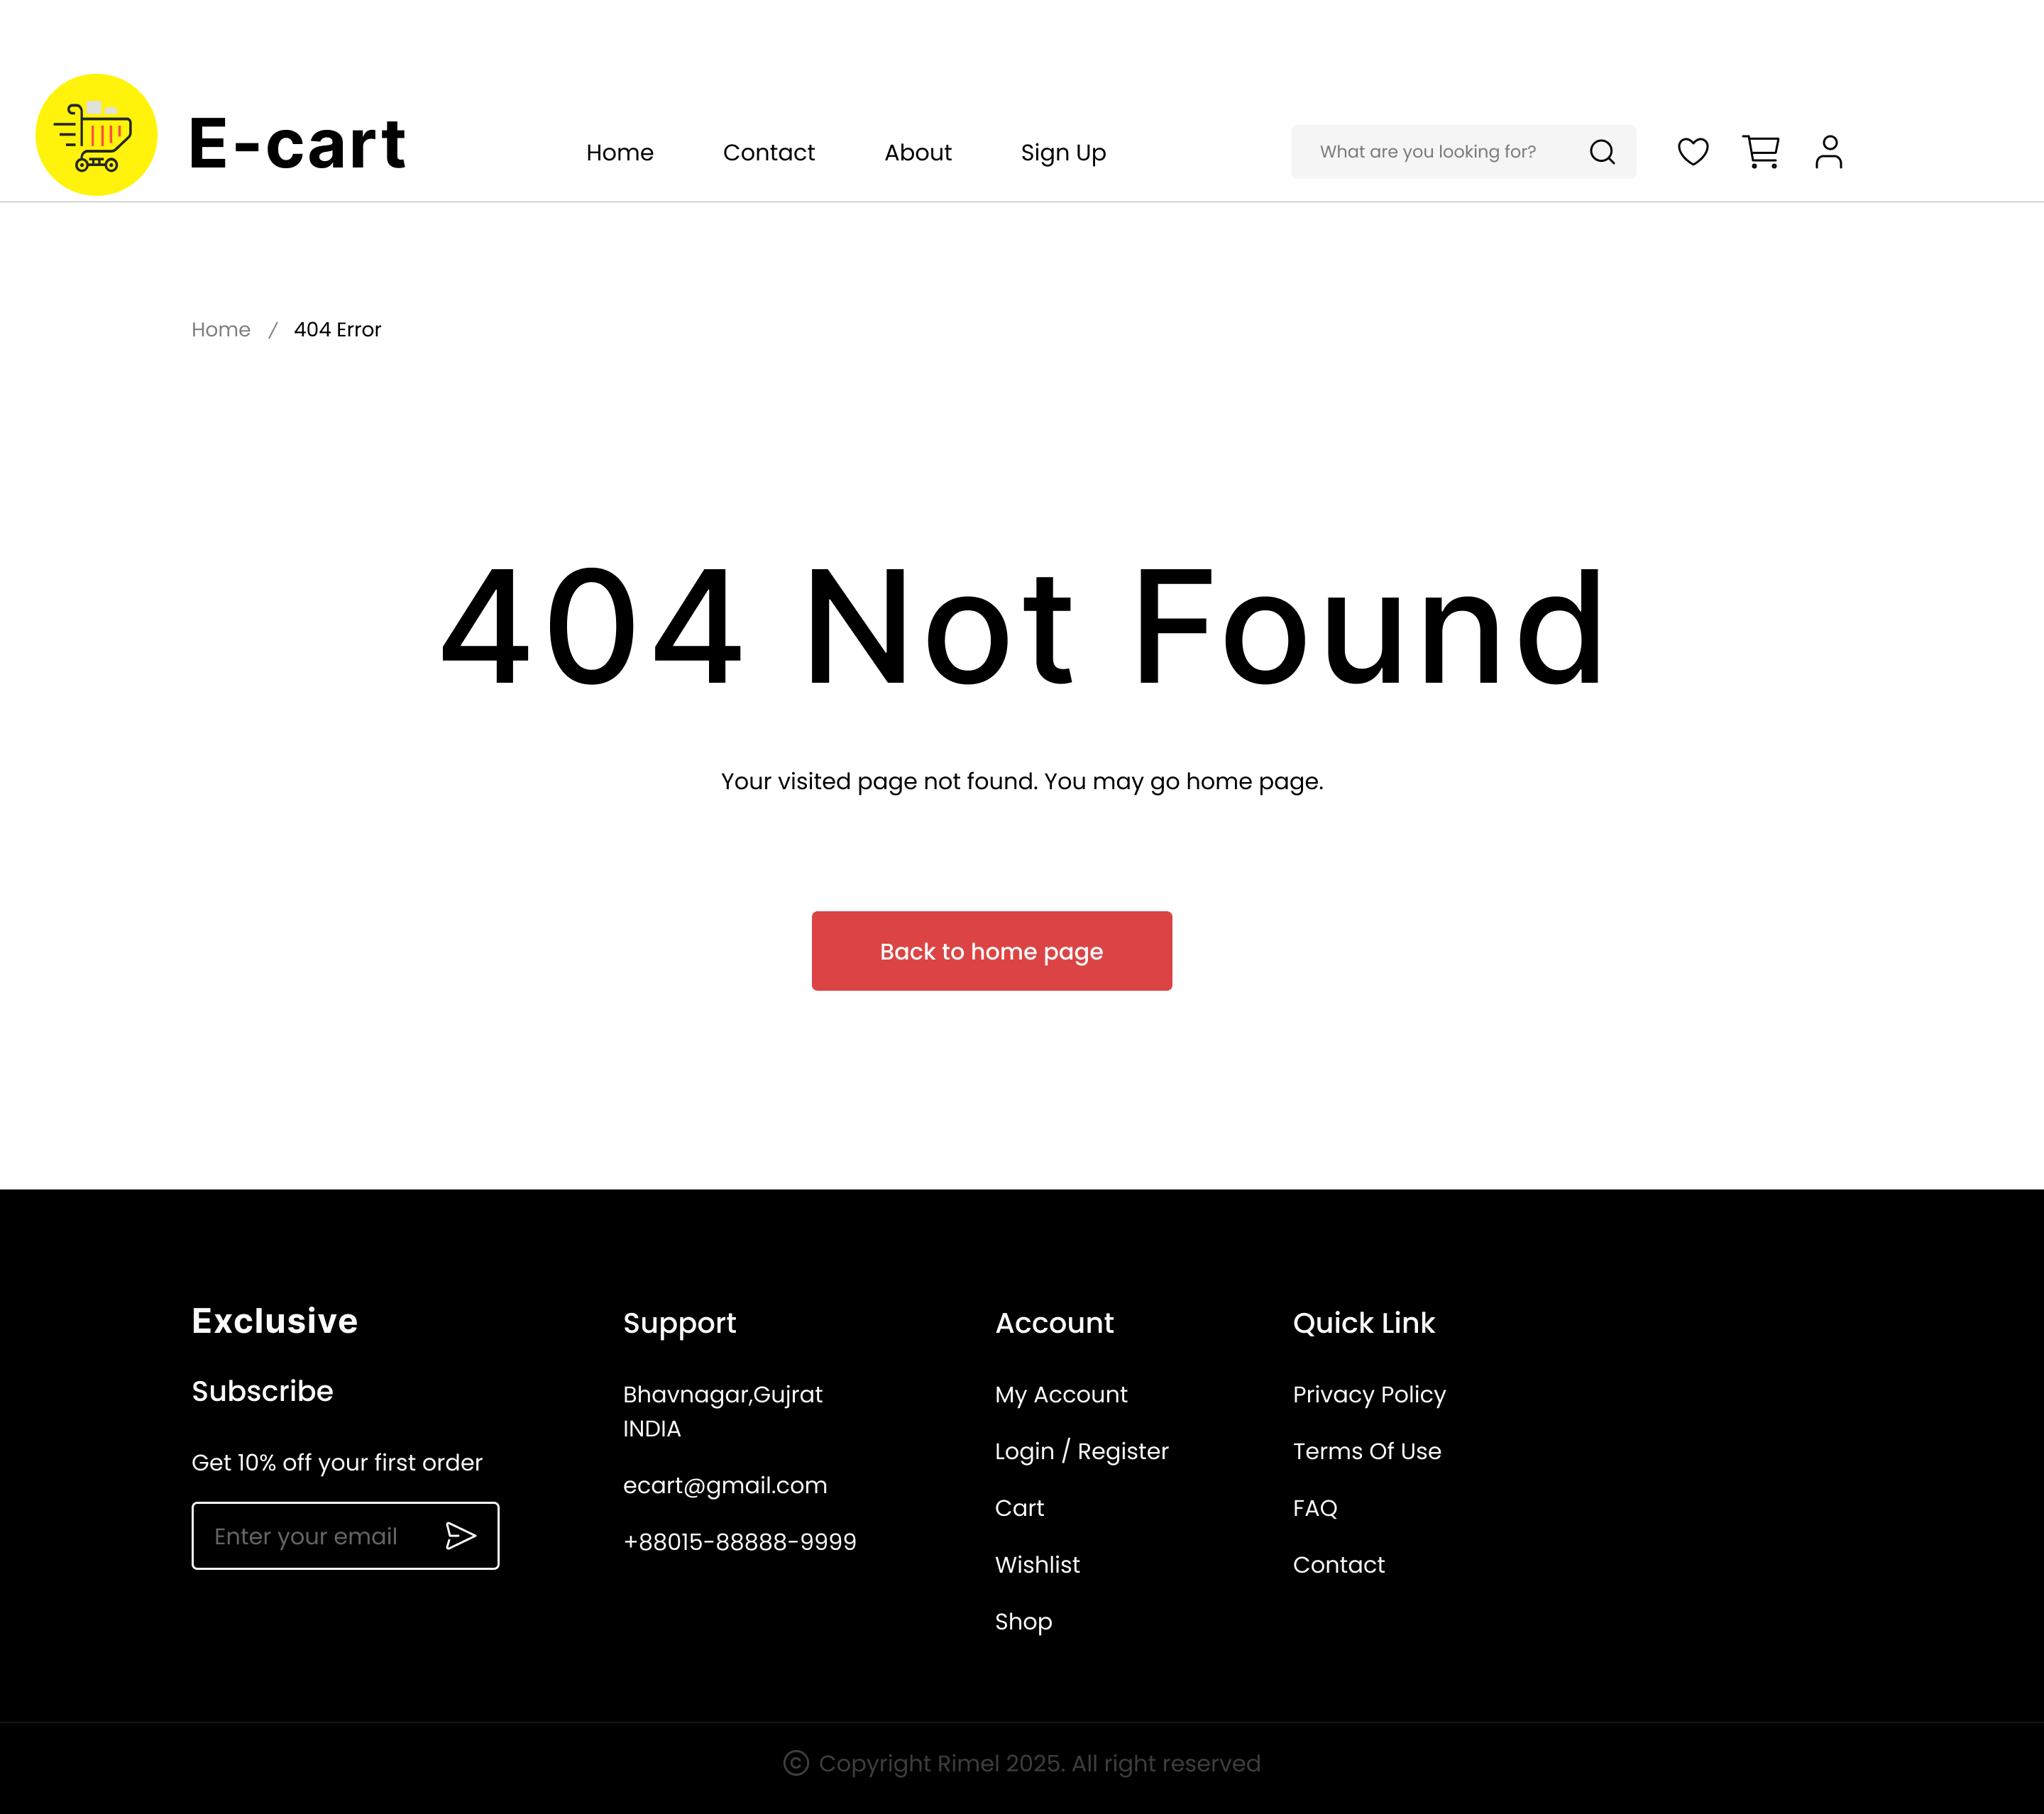 E-cart
Home Contact About Sign Up
What are you looking for?
Home / 404 Error
404 Not Found
Your visited page not found. You may go home page.
Back to home page
Exclusive
Subscribe
Get 10% off your first order
Enter your email
Support
Bhavnagar,Gujrat
INDIA
ecart@gmail.com
+88015-88888-9999
Account
My Account
Login / Register
Cart
Wishlist
Shop
Quick Link
Privacy Policy
Terms Of Use
FAQ
Contact
© Copyright Rimel 2025. All right reserved